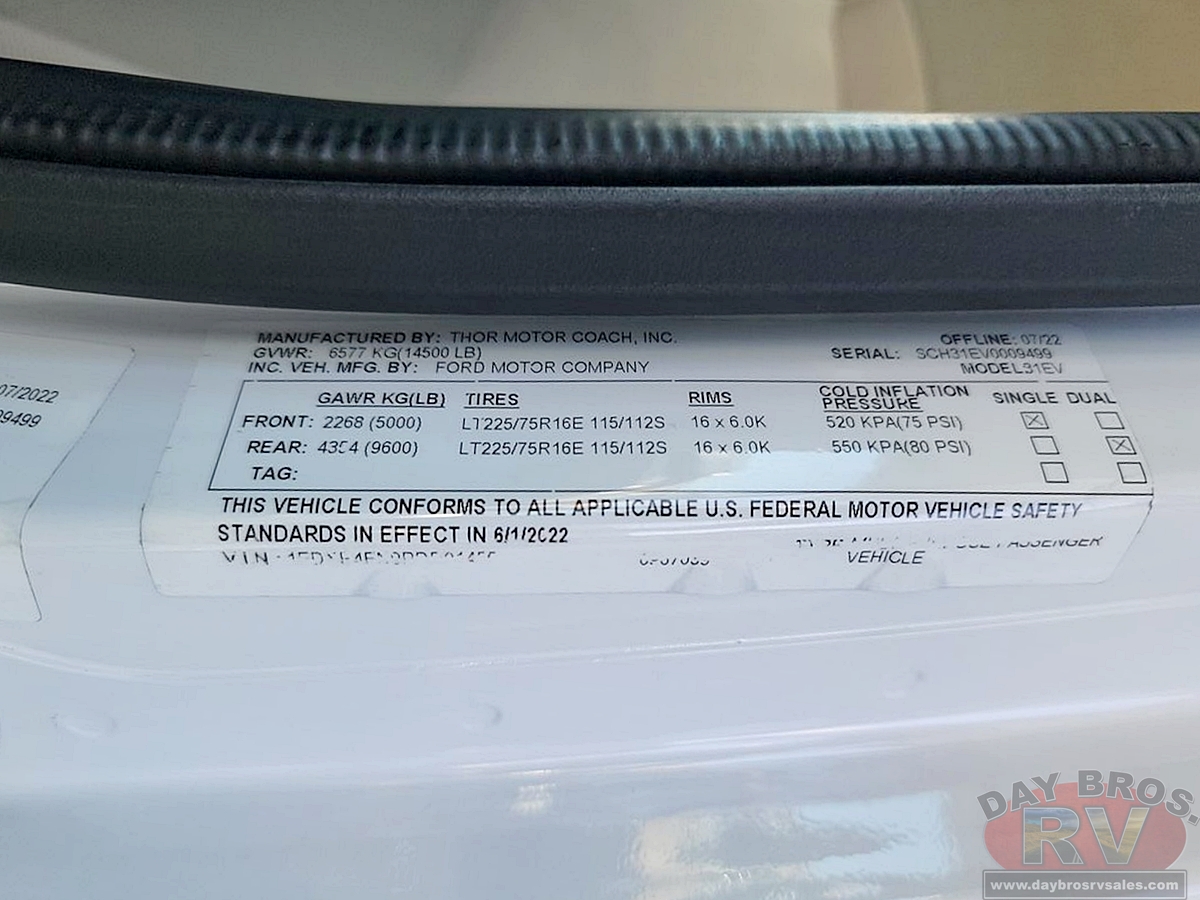 MANUFACTURED BY: THOR MOTOR COACH, INC. OFFLINE: 07/22
GVWR: 6577 KG(14500 LB) SERIAL: SCH31EV0009499
INC. VEH. MFG. BY: FORD MOTOR COMPANY MODEL31EV
GAWR KG(LB) TIRES RIMS COLD INFLATION PRESSURE SINGLE DUAL
FRONT: 2268 (5000) LT225/75R16E 115/112S 16 x 6.0K 520 KPA(75 PSI)
REAR: 4354 (9600) LT225/75R16E 115/112S 16 x 6.0K 550 KPA(80 PSI)
TAG:
THIS VEHICLE CONFORMS TO ALL APPLICABLE U.S. FEDERAL MOTOR VEHICLE SAFETY
STANDARDS IN EFFECT IN 6/1/2022
VIN PASSENGER
VEHICLE
07/2022
09499
DAY BROS.
RV
www.daybrosrvsales.com